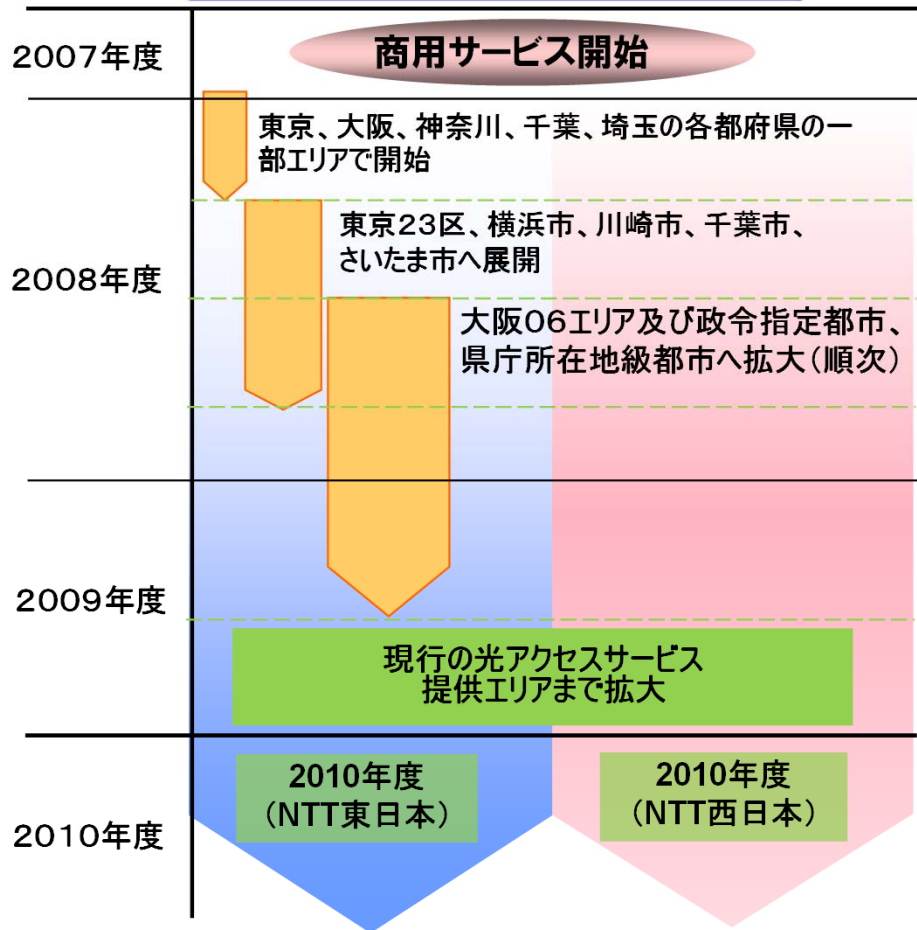 2007年度
商用サービス開始
東京、大阪、神奈川、千葉、埼玉の各都府県の一
部エリアで開始
2008年度
東京23区、横浜市、川崎市、千葉市、
さいたま市へ展開
大阪06エリア及び政令指定都市、
県庁所在地級都市へ拡大(順次)
2009年度
現行の光アクセスサービス
提供エリアまで拡大
2010年度
2010年度
(NTT東日本)
2010年度
(NTT西日本)